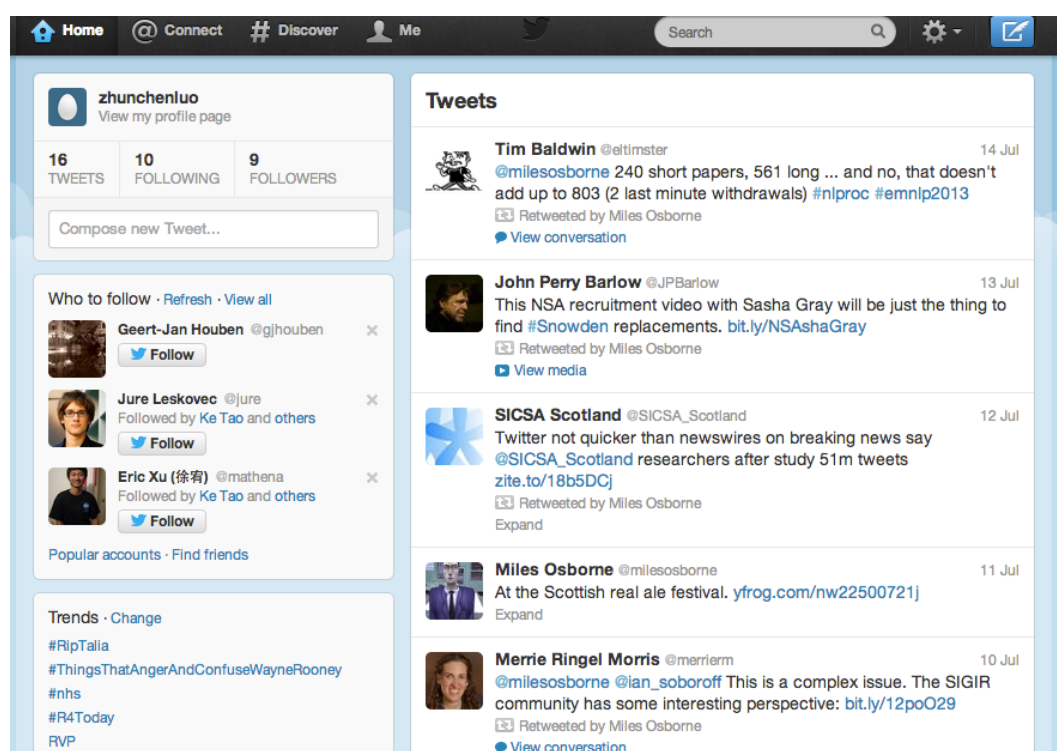 Home
Connect
Discover
Me
Search
zhunchenluo
View my profile page
16
TWEETS
10
FOLLOWING
9
FOLLOWERS
Compose new Tweet...
Who to follow · Refresh · View all
Geert-Jan Houben @gjhouben
Follow
Jure Leskovec @jure
Followed by Ke Tao and others
Follow
Eric Xu (徐宥) @mathena
Followed by Ke Tao and others
Follow
Popular accounts · Find friends
Trends · Change
#RipTalia
#ThingsThatAngerAndConfuseWayneRooney
#nhs
#R4Today
RVP
Tweets
Tim Baldwin @eltimster 14 Jul
@milesosborne 240 short papers, 561 long ... and no, that doesn't
add up to 803 (2 last minute withdrawals) #nlproc #emnlp2013
Retweeted by Miles Osborne
View conversation
John Perry Barlow @JPBarlow 13 Jul
This NSA recruitment video with Sasha Gray will be just the thing to
find #Snowden replacements. bit.ly/NSAshaGray
Retweeted by Miles Osborne
View media
SICSA Scotland @SICSA_Scotland 12 Jul
Twitter not quicker than newswires on breaking news say
@SICSA_Scotland researchers after study 51m tweets
zite.to/18b5DCj
Retweeted by Miles Osborne
Expand
Miles Osborne @milesosborne 11 Jul
At the Scottish real ale festival. yfrog.com/nw22500721j
Expand
Merrie Ringel Morris @merrierm 10 Jul
@milesosborne @ian_soboroff This is a complex issue. The SIGIR
community has some interesting perspective: bit.ly/12poO29
Retweeted by Miles Osborne
View conversation